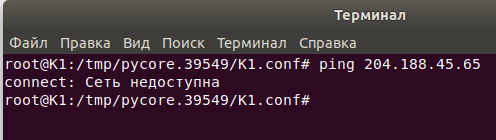 Терминал
Файл Правка Вид Поиск Терминал Справка
root@K1:/tmp/pycore.39549/K1.conf# ping 204.188.45.65
connect: Сеть недоступна
root@K1:/tmp/pycore.39549/K1.conf#